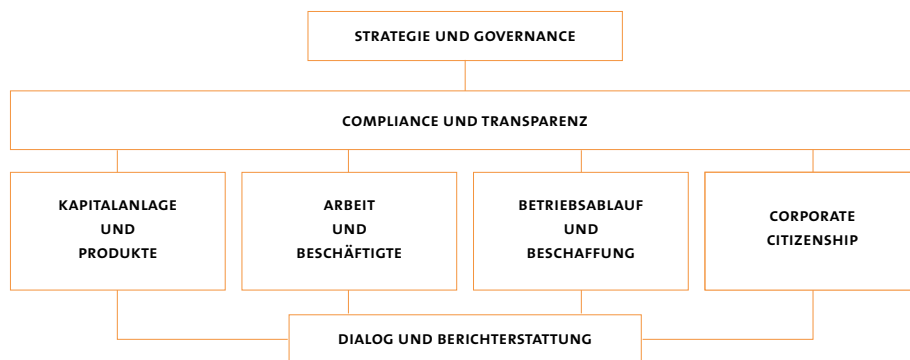 STRATEGIE UND GOVERNANCE
COMPLIANCE UND TRANSPARENZ
KAPITALANLAGE
UND
PRODUKTE
ARBEIT
UND
BESCHÄFTIGTE
BETRIEBSABLAUF
UND
BESCHAFFUNG
CORPORATE
CITIZENSHIP
DIALOG UND BERICHTERSTATTUNG